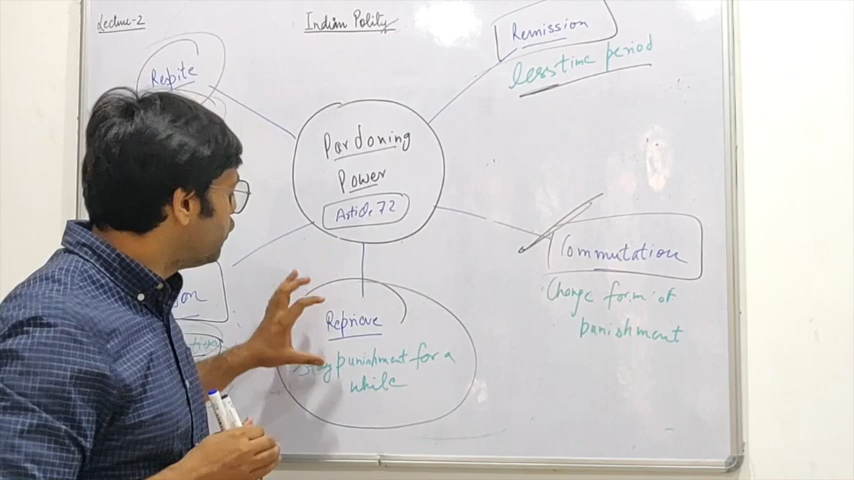 Lecture-2
Indian Polity
Remission
less time period
Respite
Pardoning
Power
Article 72
Commutation
Change form of
punishment
on
Reprieve
punishment for a
while